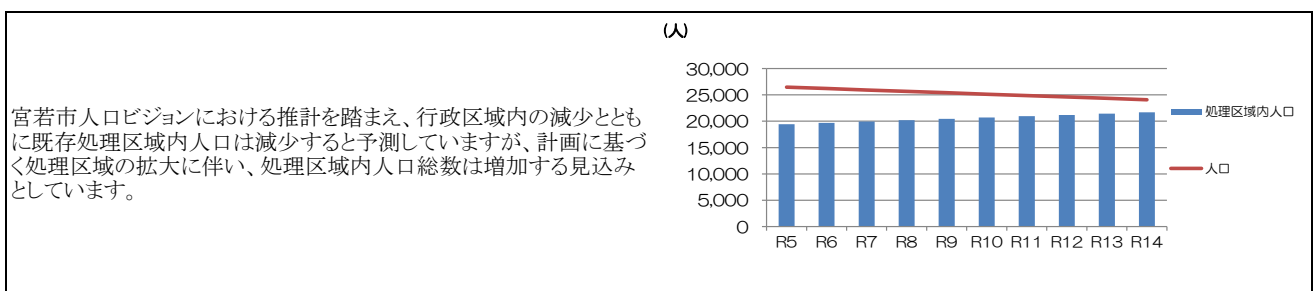 宮若市人口ビジョンにおける推計を踏まえ、行政区域内の減少ととも
に既存処理区域内人口は減少すると予測していますが、計画に基づ
く処理区域の拡大に伴い、処理区域内人口総数は増加する見込み
としています。
(人)
30,000
25,000
20,000
15,000
10,000
5,000
0
R5 R6 R7 R8 R9 R10 R11 R12 R13 R14
処理区域内人口
人口